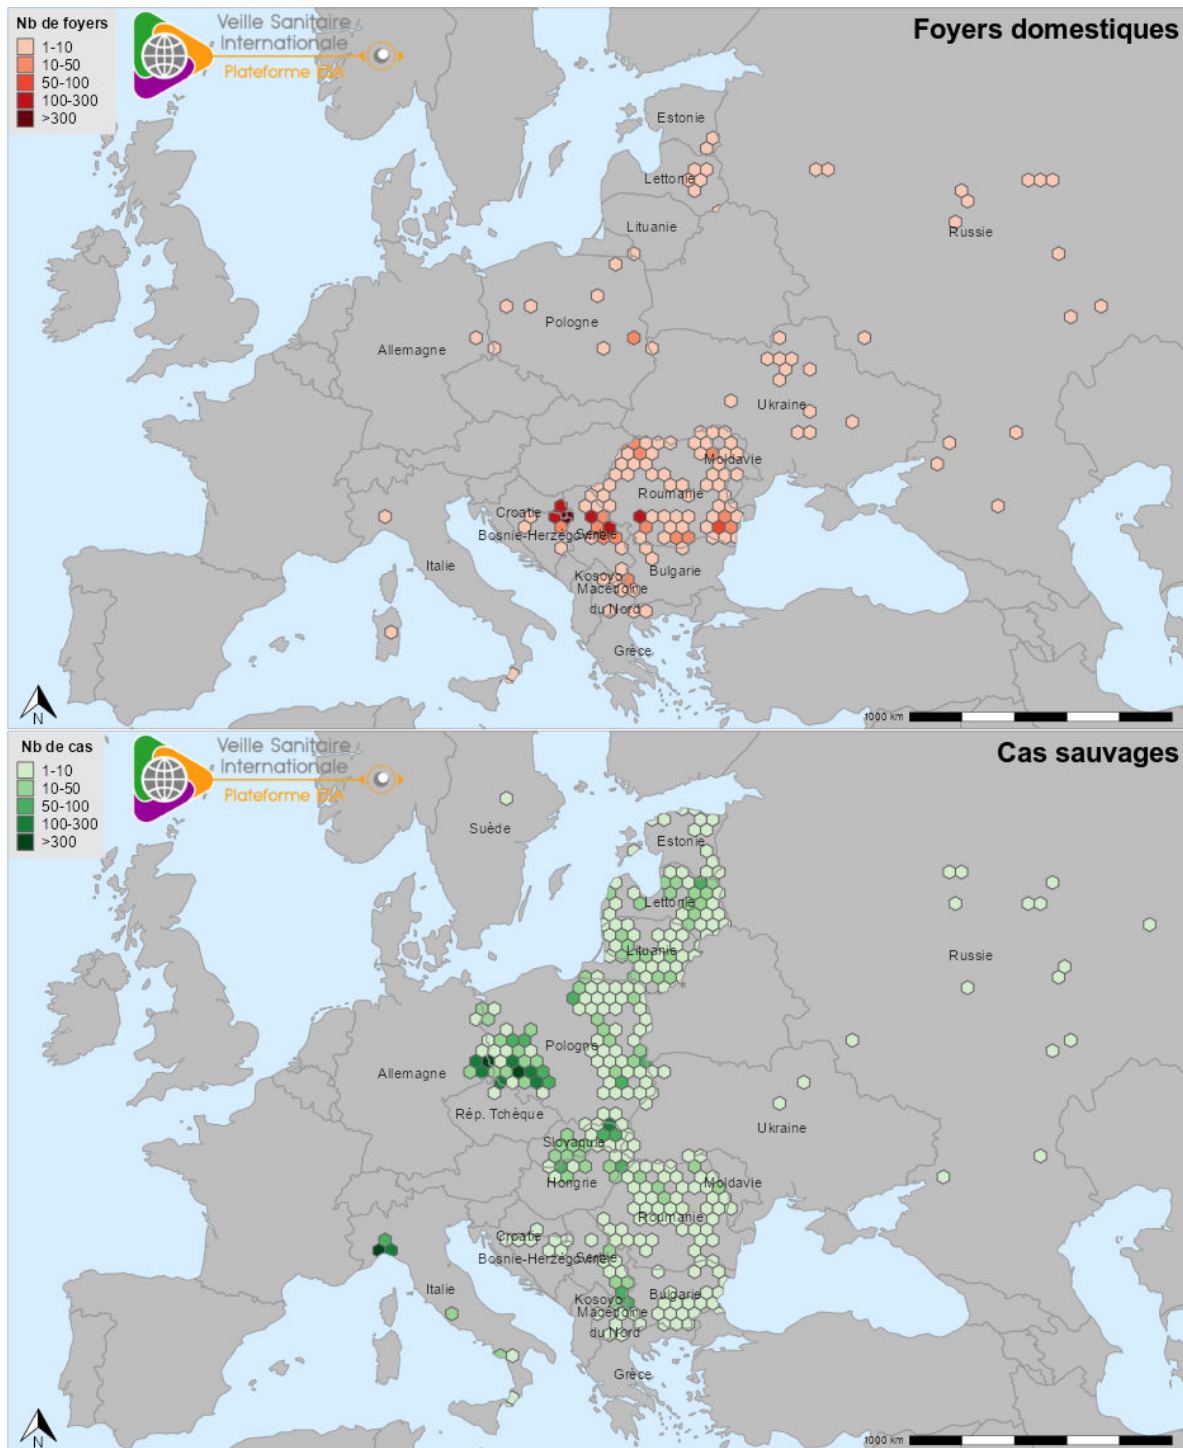 Nb de foyers
1-10
10-50
50-100
100-300
>300
Veille Sanitaire
Internationale
Plateforme ESA
Foyers domestiques
Estonie
Lettonie
Lituanie
Russie
Pologne
Allemagne
Ukraine
Moldavie
Roumanie
Croatie
Bosnie-Herzégovine
Serbie
Italie
Kosovo
Bulgarie
Macédoine
du Nord
Grèce
N
1000 km
Nb de cas
1-10
10-50
50-100
100-300
>300
Veille Sanitaire
Internationale
Plateforme ESA
Cas sauvages
Suède
Estonie
Lettonie
Lituanie
Russie
Pologne
Allemagne
Rép. Tchèque
Ukraine
Slovaquie
Hongrie
Moldavie
Roumanie
Croatie
Bosnie-Herzégovine
Serbie
Italie
Kosovo
Bulgarie
Macédoine
du Nord
Grèce
N
1000 km